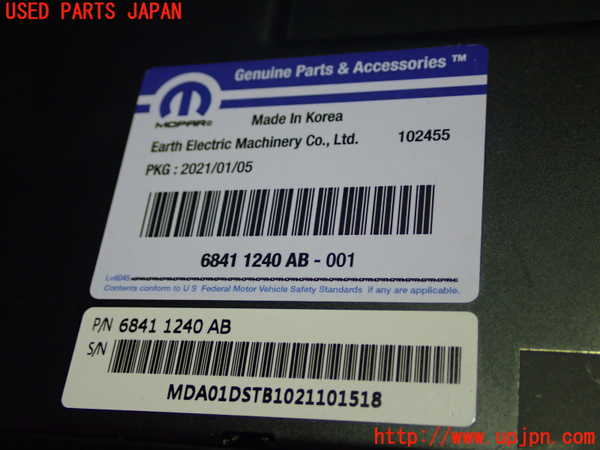 USED PARTS JAPAN
Genuine Parts & Accessories™
MOPAR®
Made In Korea
Earth Electric Machinery Co., Ltd. 102455
PKG : 2021/01/05
6841 1240 AB - 001
Contents conform to U S Federal Motor Vehicle Safety Standards if any are applicable.
P/N 6841 1240 AB
S/N
MDA01DSTB1021101518
http://www.upjpn.com